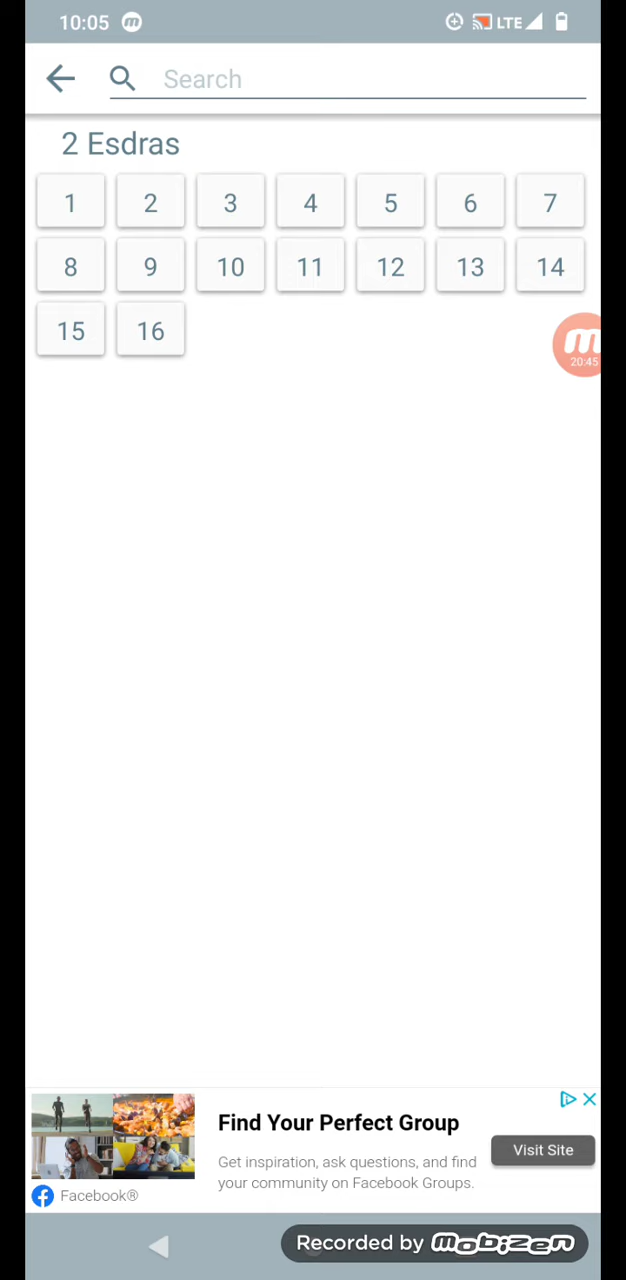 10:05 m LTE
Search
2 Esdras
1 2 3 4 5 6 7
8 9 10 11 12 13 14
15 16
m
20:45
Find Your Perfect Group
Get inspiration, ask questions, and find
your community on Facebook Groups.
Visit Site
Facebook®
Recorded by mobizen